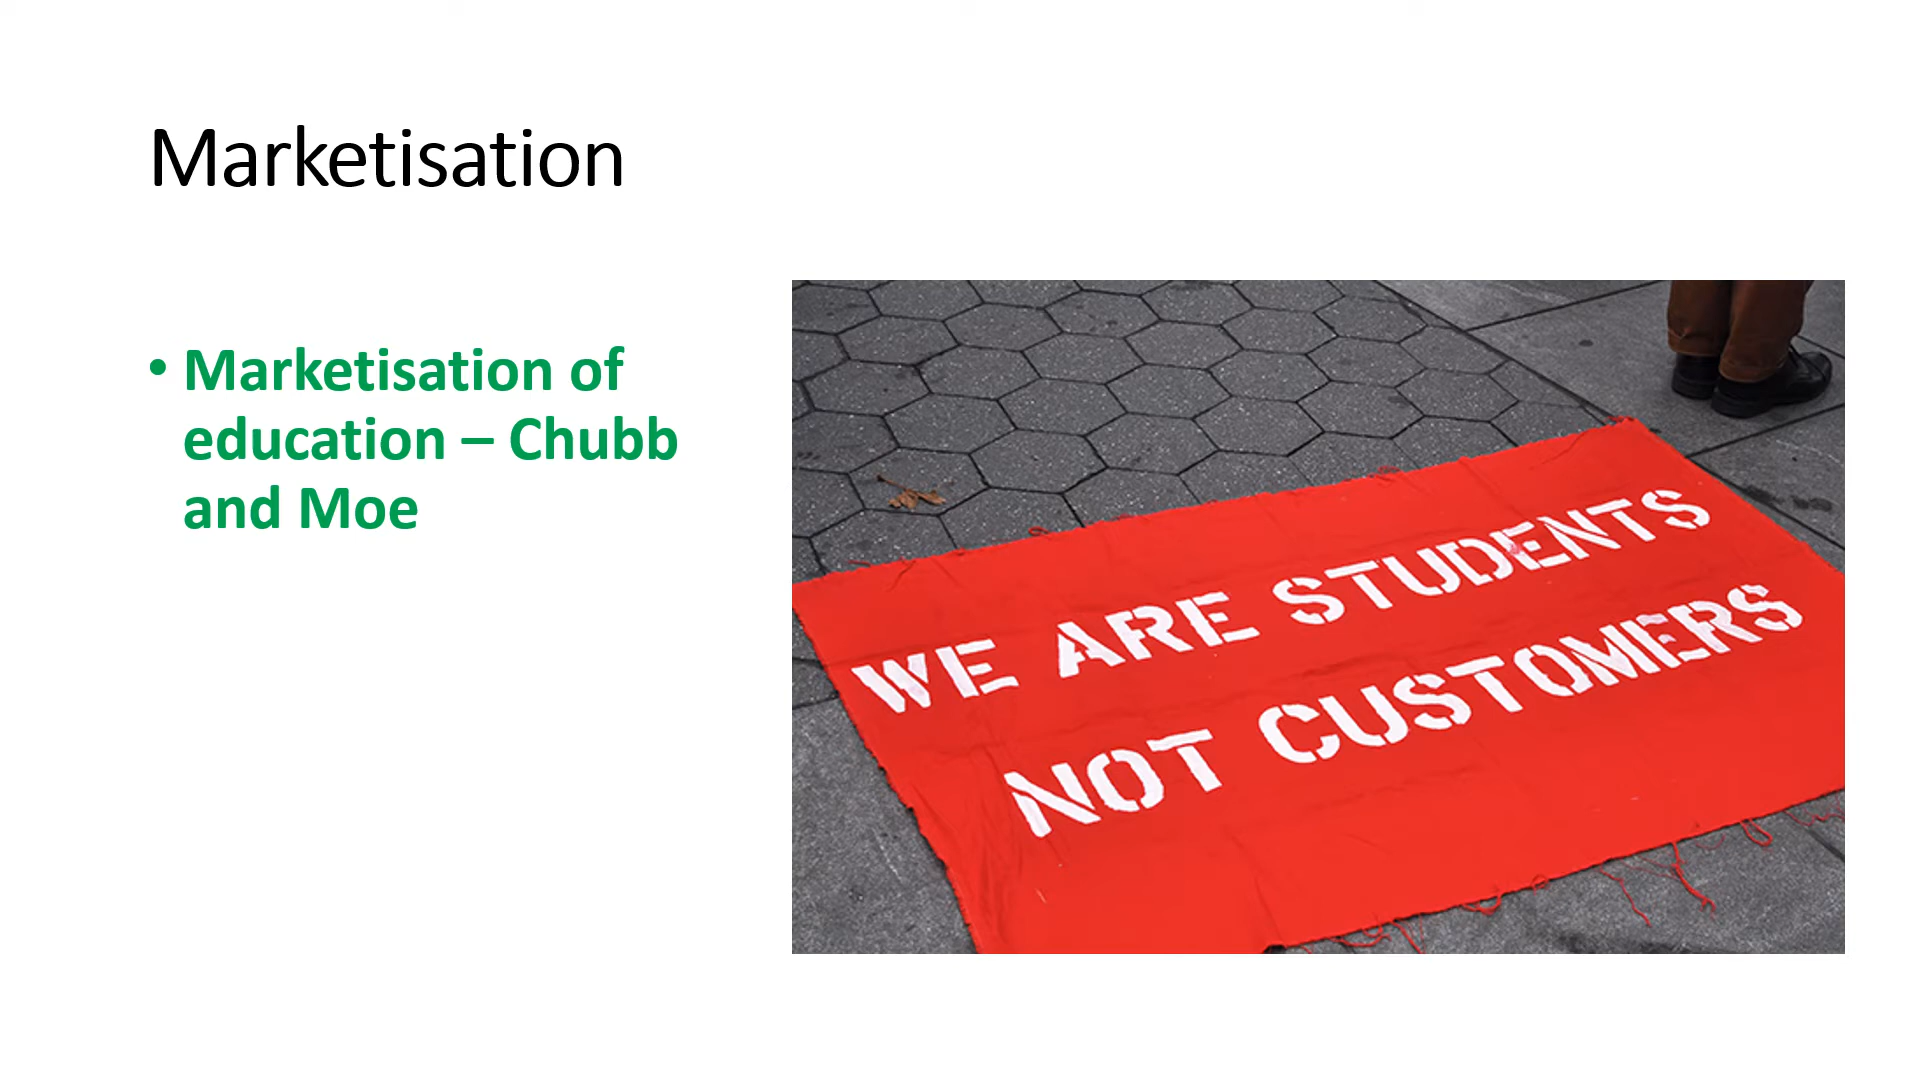 Marketisation
• Marketisation of
education – Chubb
and Moe
WE ARE STUDENTS
NOT CUSTOMERS